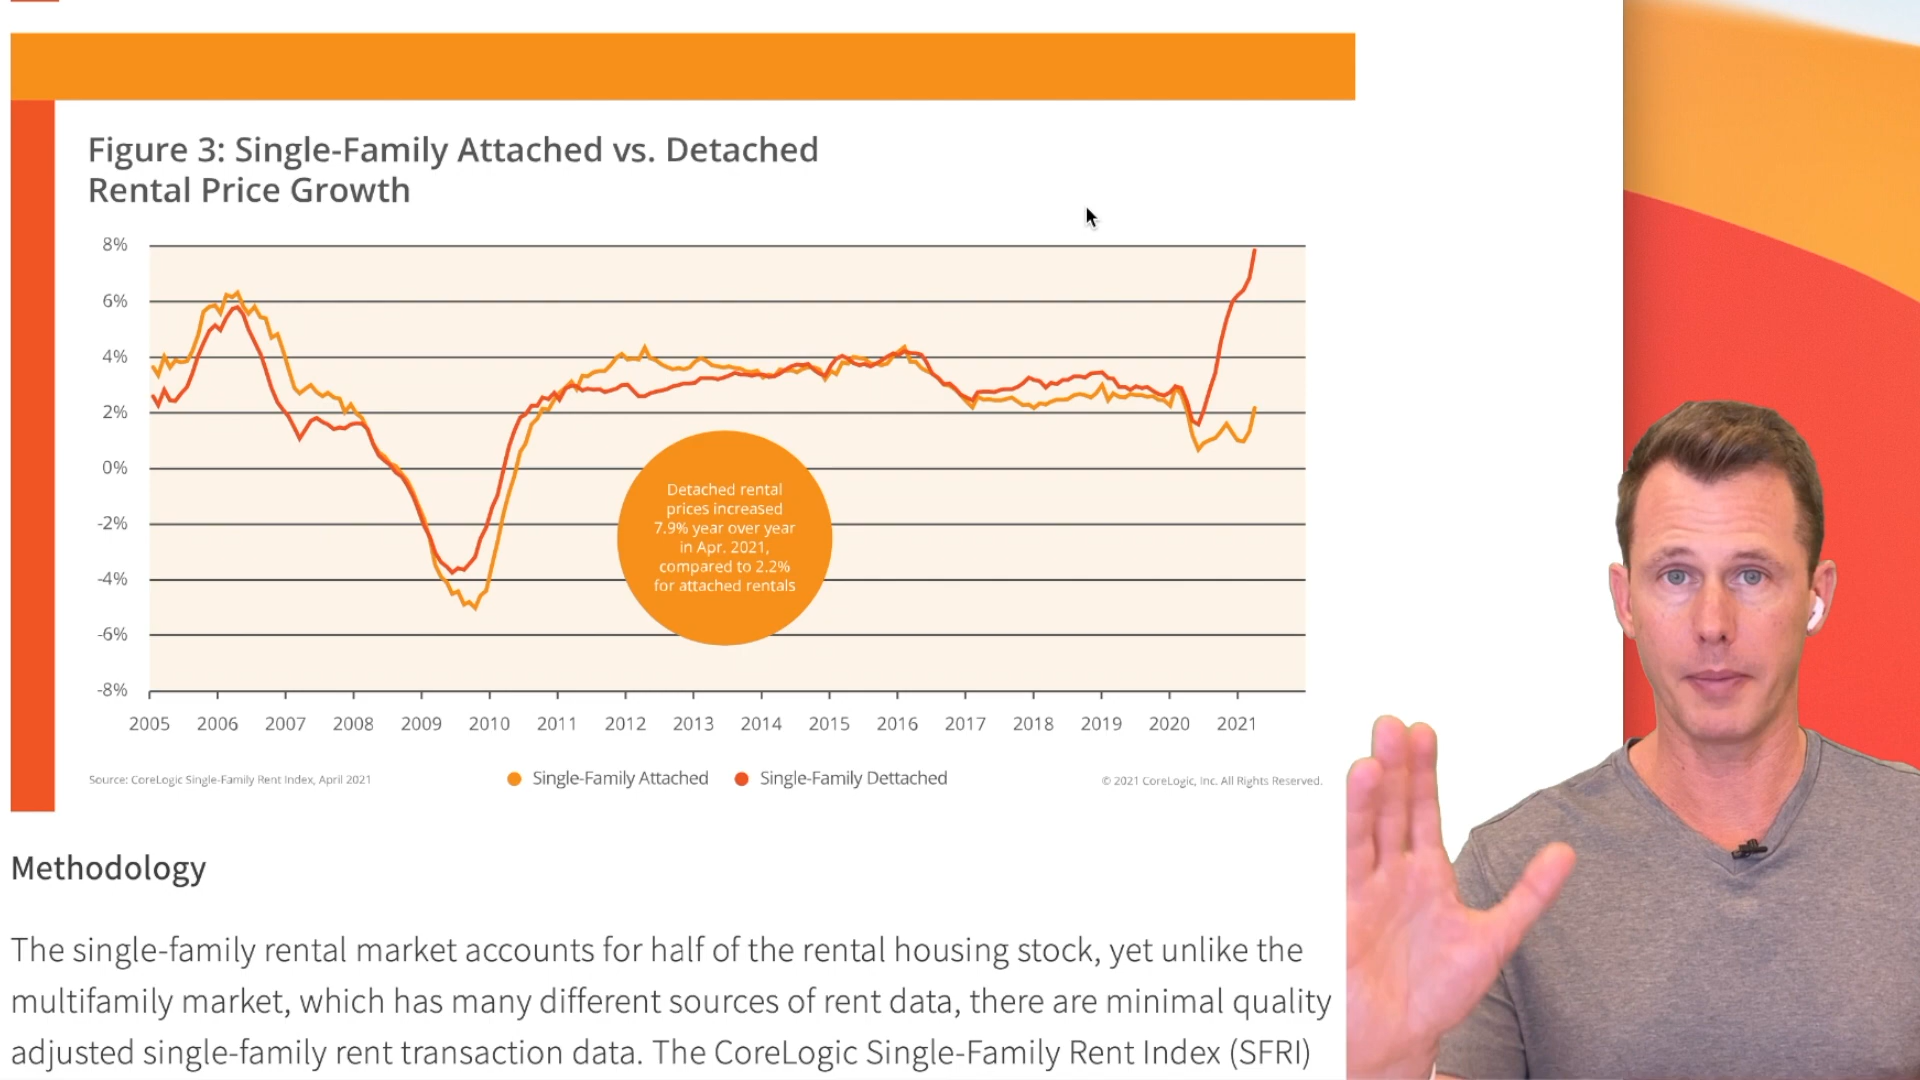 Figure 3: Single-Family Attached vs. Detached
Rental Price Growth
8%
6%
4%
2%
0%
-2%
-4%
-6%
-8%
Detached rental
prices increased
7.9% year over year
in Apr. 2021,
compared to 2.2%
for attached rentals
2005 2006 2007 2008 2009 2010 2011 2012 2013 2014 2015 2016 2017 2018 2019 2020 2021
Source: CoreLogic Single-Family Rent Index, April 2021
Single-Family Attached
Single-Family Dettached
© 2021 CoreLogic, Inc. All Rights Reserved.
Methodology
The single-family rental market accounts for half of the rental housing stock, yet unlike the
multifamily market, which has many different sources of rent data, there are minimal quality
adjusted single-family rent transaction data. The CoreLogic Single-Family Rent Index (SFRI)